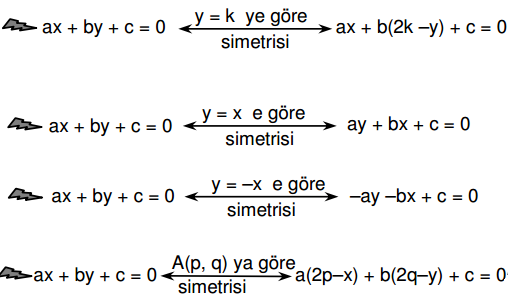 ax + by + c = 0 y = k ye göre simetrisi ax + b(2k –y) + c = 0
ax + by + c = 0 y = x e göre simetrisi ay + bx + c = 0
ax + by + c = 0 y = –x e göre simetrisi –ay –bx + c = 0
ax + by + c = 0 A(p, q) ya göre simetrisi a(2p–x) + b(2q–y) + c = 0